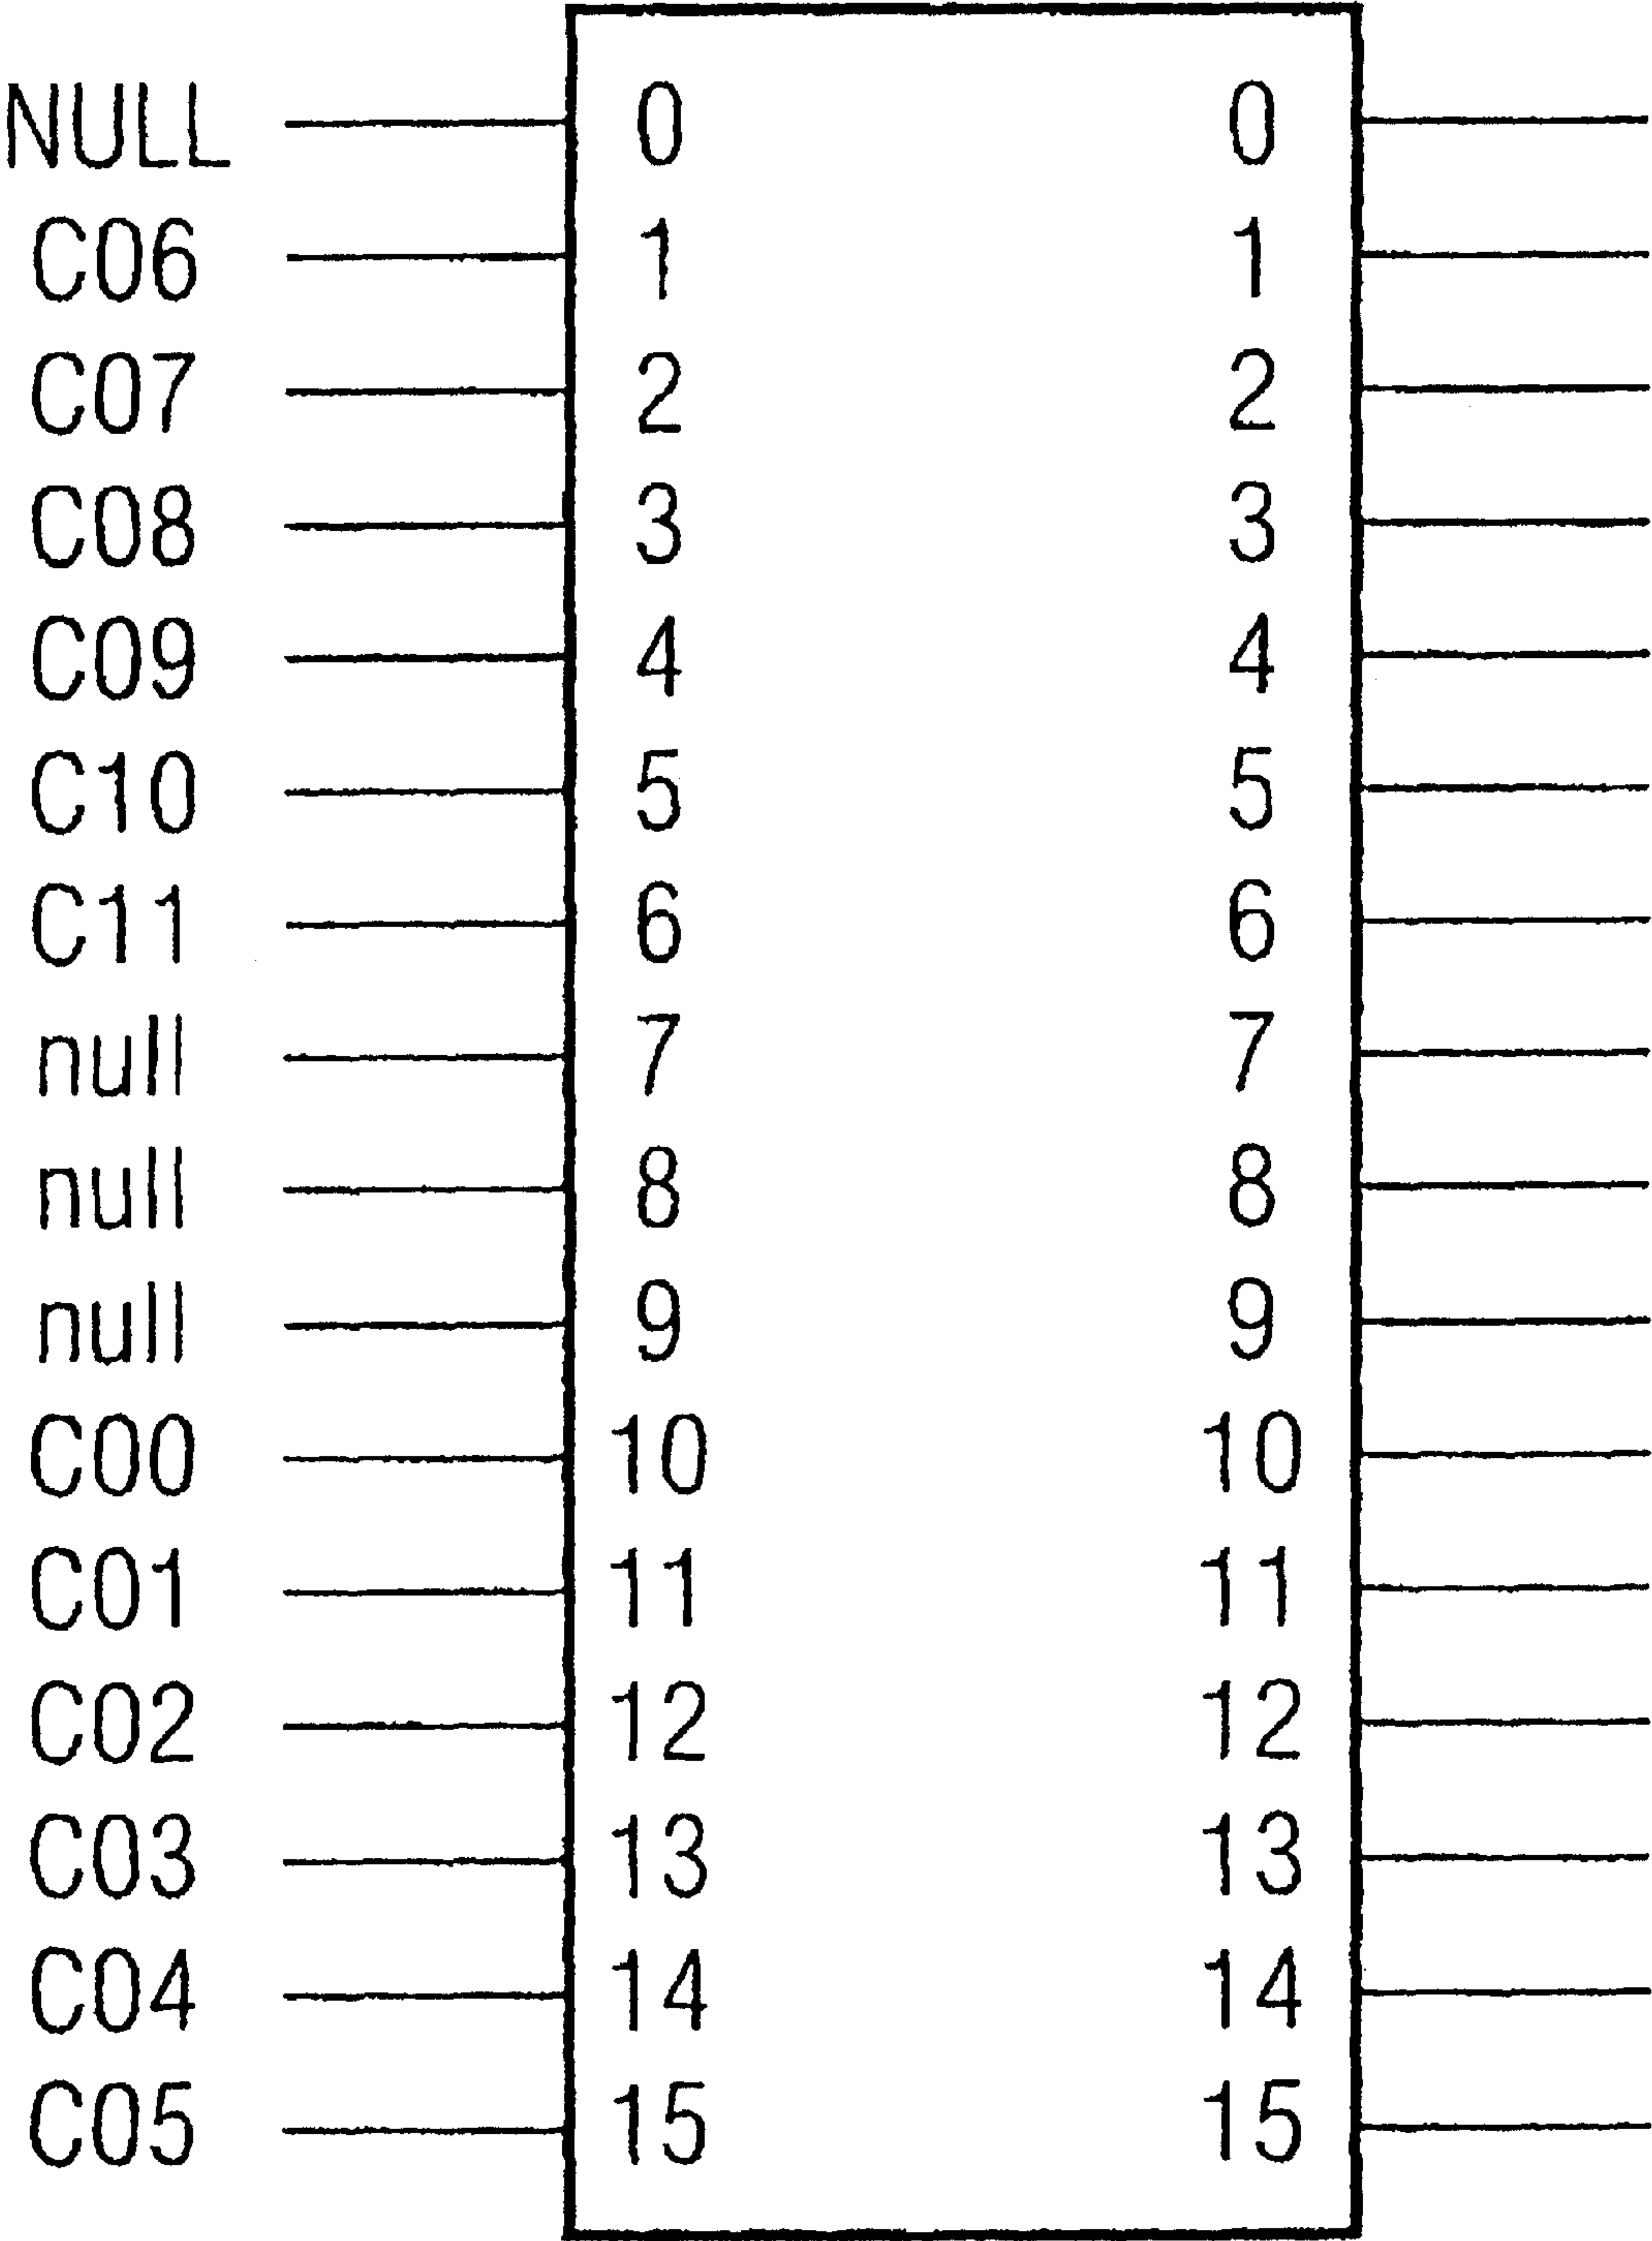 NULL 0 0
C06 1 1
C07 2 2
C08 3 3
C09 4 4
C10 5 5
C11 6 6
null 7 7
null 8 8
null 9 9
C00 10 10
C01 11 11
C02 12 12
C03 13 13
C04 14 14
C05 15 15